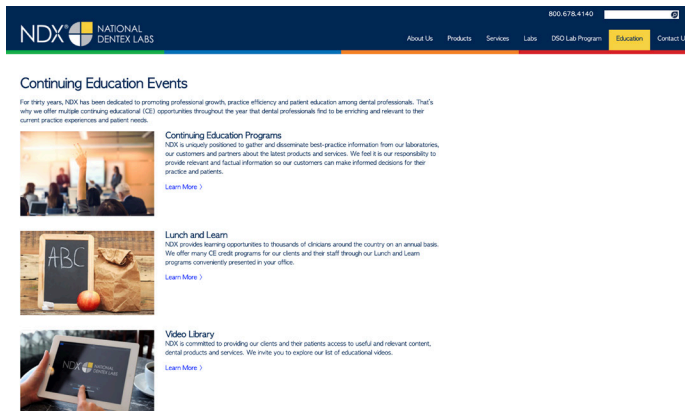 800.678.4140
NDX® NATIONAL
DENTEX LABS
About Us Products Services Labs DSO Lab Program Education Contact U
Continuing Education Events
For thirty years, NDX has been dedicated to promoting professional growth, practice efficiency and patient education among dental professionals. That's
why we offer multiple continuing educational (CE) opportunities throughout the year that dental professionals find to be enriching and relevant to their
current practice experiences and patient needs.
Continuing Education Programs
NDX is uniquely positioned to gather and disseminate best-practice information from our laboratories,
our customers and partners about the latest products and services. We feel it is our responsibility to
provide relevant and factual information so our customers can make informed decisions for their
practice and patients.
Learn More 〉
ABC
Lunch and Learn
NDX provides learning opportunities to thousands of clinicians around the country on an annual basis.
We offer many CE credit programs for our clients and their staff through our Lunch and Learn
programs conveniently presented in your office.
Learn More 〉
NDX NATIONAL
DENTEX LABS
Video Library
NDX is committed to providing our clients and their patients access to useful and relevant content,
dental products and services. We invite you to explore our list of educational videos.
Learn More 〉